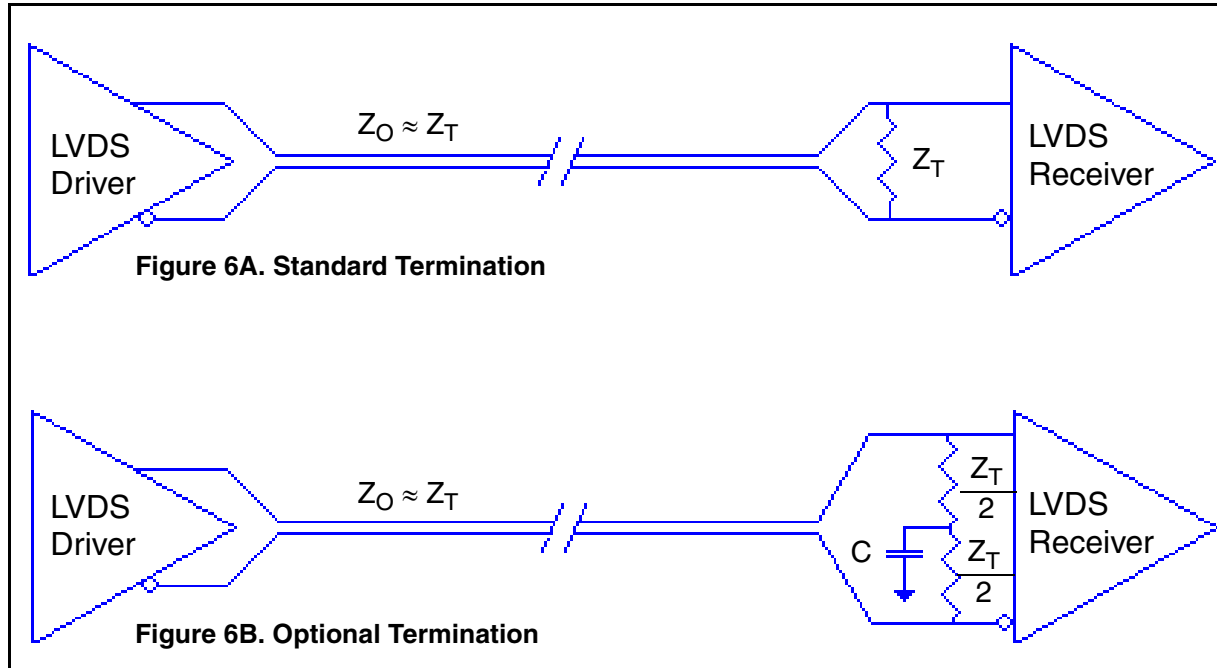 LVDS
Driver
Z_O ≈ Z_T
Z_T
LVDS
Receiver
Figure 6A. Standard Termination
LVDS
Driver
Z_O ≈ Z_T
C
Z_T
2
Z_T
2
LVDS
Receiver
Figure 6B. Optional Termination